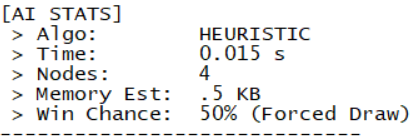 [AI STATS]
> Algo: HEURISTIC
> Time: 0.015 s
> Nodes: 4
> Memory Est: .5 KB
> Win Chance: 50% (Forced Draw)
------------------------------